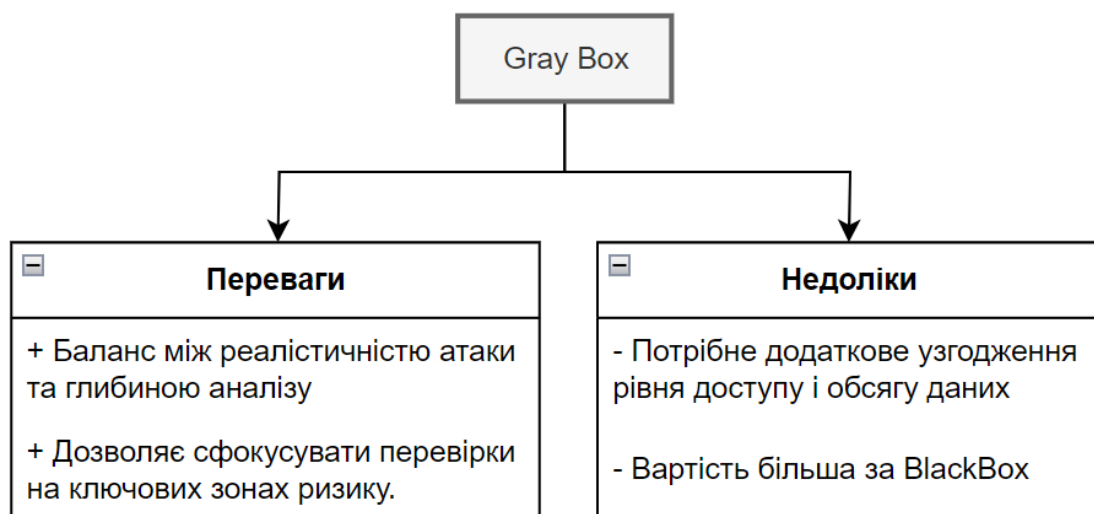 Gray Box
Переваги
+ Баланс між реалістичністю атаки
та глибиною аналізу
+ Дозволяє сфокусувати перевірки
на ключових зонах ризику.
Недоліки
- Потрібне додаткове узгодження
рівня доступу і обсягу даних
- Вартість більша за BlackBox